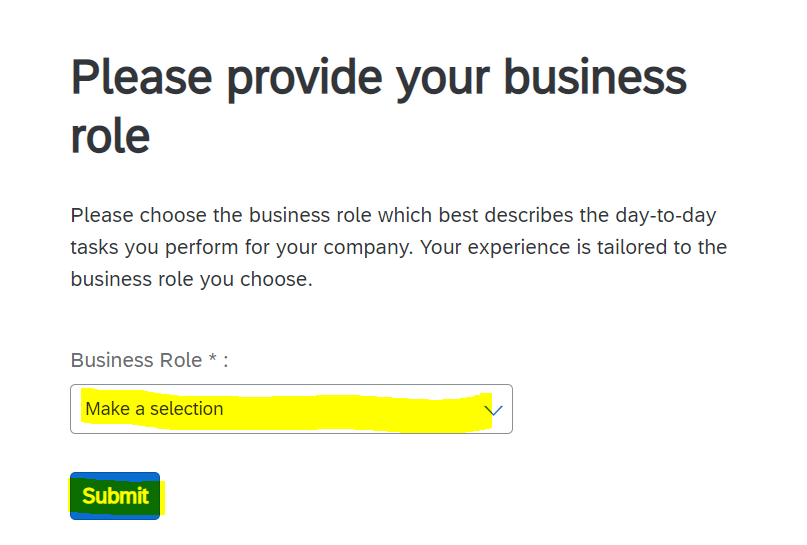 Please provide your business
role
Please choose the business role which best describes the day-to-day
tasks you perform for your company. Your experience is tailored to the
business role you choose.
Business Role * :
Make a selection
Submit